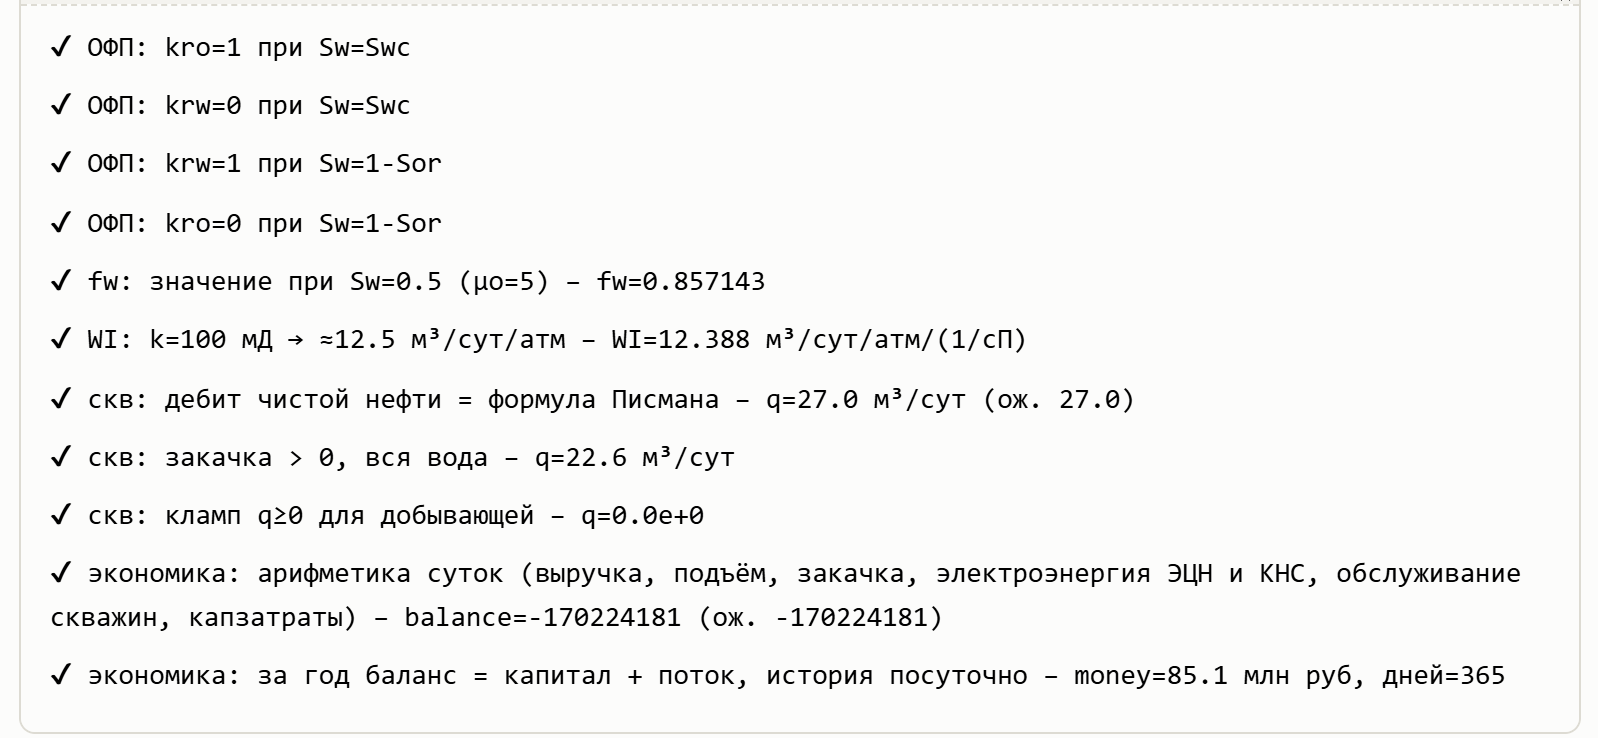 ✓ ОФП: kro=1 при Sw=Swc
✓ ОФП: krw=0 при Sw=Swc
✓ ОФП: krw=1 при Sw=1-Sor
✓ ОФП: kro=0 при Sw=1-Sor
✓ fw: значение при Sw=0.5 (μo=5) – fw=0.857143
✓ WI: k=100 мД → ≈12.5 м³/сут/атм – WI=12.388 м³/сут/атм/(1/сП)
✓ скв: дебит чистой нефти = формула Писмана – q=27.0 м³/сут (ож. 27.0)
✓ скв: закачка > 0, вся вода – q=22.6 м³/сут
✓ скв: кламп q≥0 для добывающей – q=0.0e+0
✓ экономика: арифметика суток (выручка, подъём, закачка, электроэнергия ЭЦН и КНС, обслуживание
скважин, капзатраты) – balance=-170224181 (ож. -170224181)
✓ экономика: за год баланс = капитал + поток, история посуточно – money=85.1 млн руб, дней=365